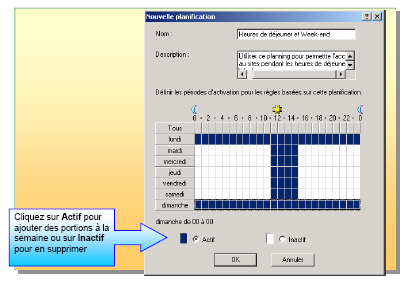 Nouvelle planification
Nom :
Heures de déjeuner et Week-end
Description :
Utiliser ce planning pour permettre l'acc
au sites pendant les heures de déjeune
Définir les périodes d'activation pour les règles basées sur cette planification.
0 · 2 · 4 · 6 · 8 · 10 · 12 · 14 · 16 · 18 · 20 · 22 · 0
Tous
lundi
mardi
mercredi
jeudi
vendredi
samedi
dimanche
dimanche de 00 à 00
Cliquez sur Actif pour
ajouter des portions à la
semaine ou sur Inactif
pour en supprimer
Actif
Inactif
OK
Annuler